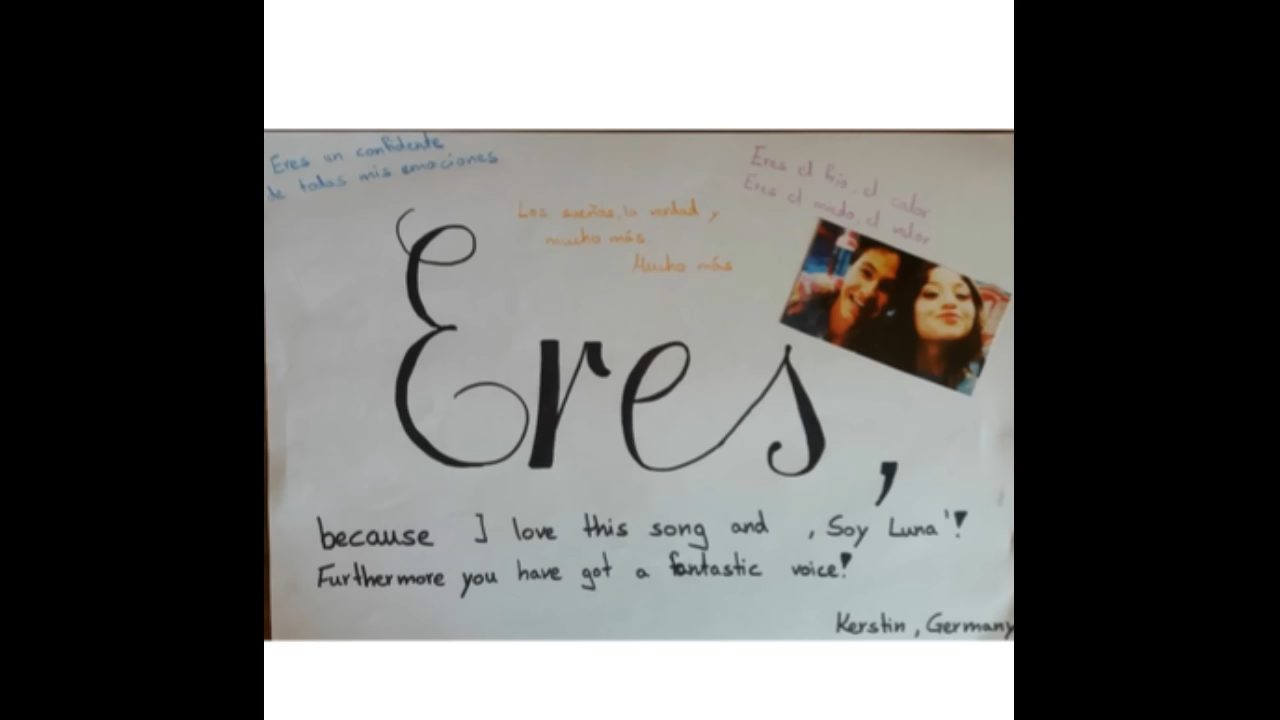 Eres un confidente
de todas mis emociones
Los sueños, la verdad y
mucho más.
Mucho más
Eres el frío, el calor
Eres el miedo, el valor
Eres,
because I love this song and , Soy Luna'!
Furthermore you have got a fantastic voice!
Kerstin, Germany